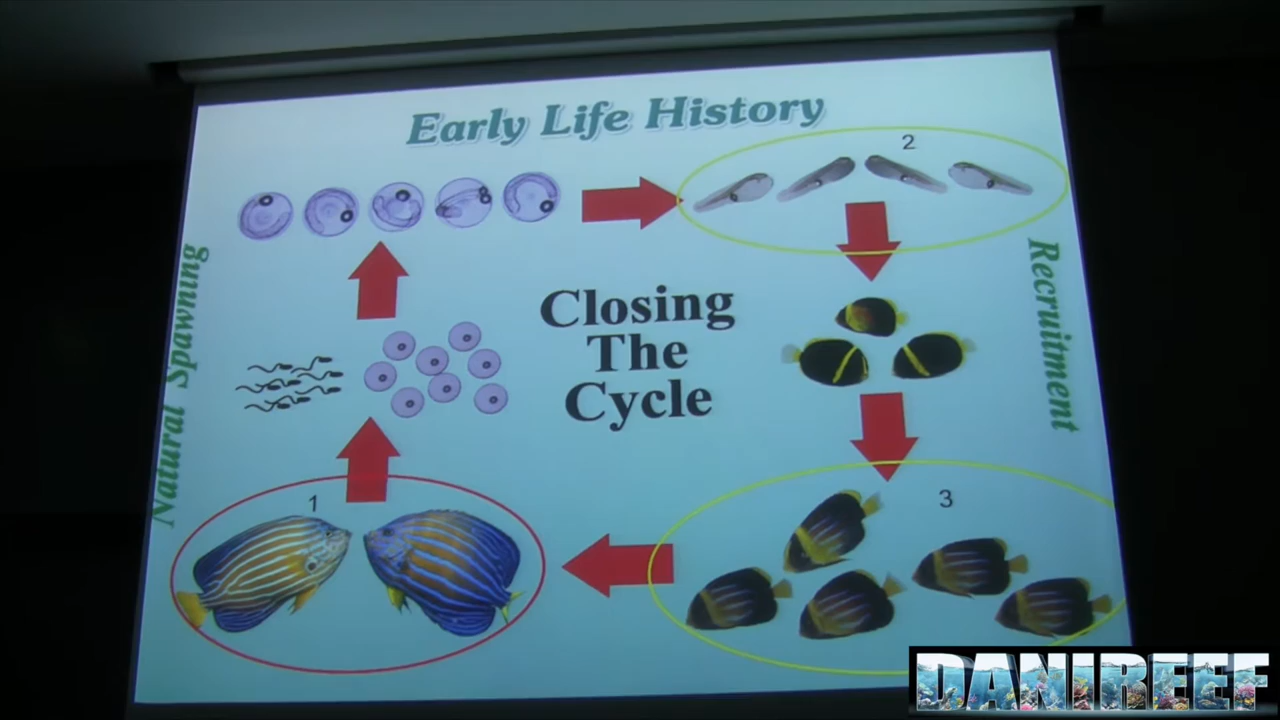 Early Life History
2
Natural Spawning
Closing
The
Cycle
Recruitment
1
3
DANIREEF